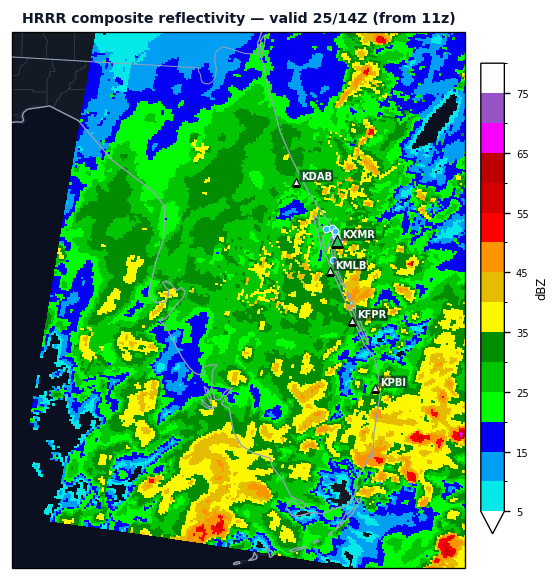 HRRR composite reflectivity — valid 25/14Z (from 11z)
KDAB
KXMR
KMLB
KFPR
KPBI
75
65
55
45
35
25
15
5
dBZ